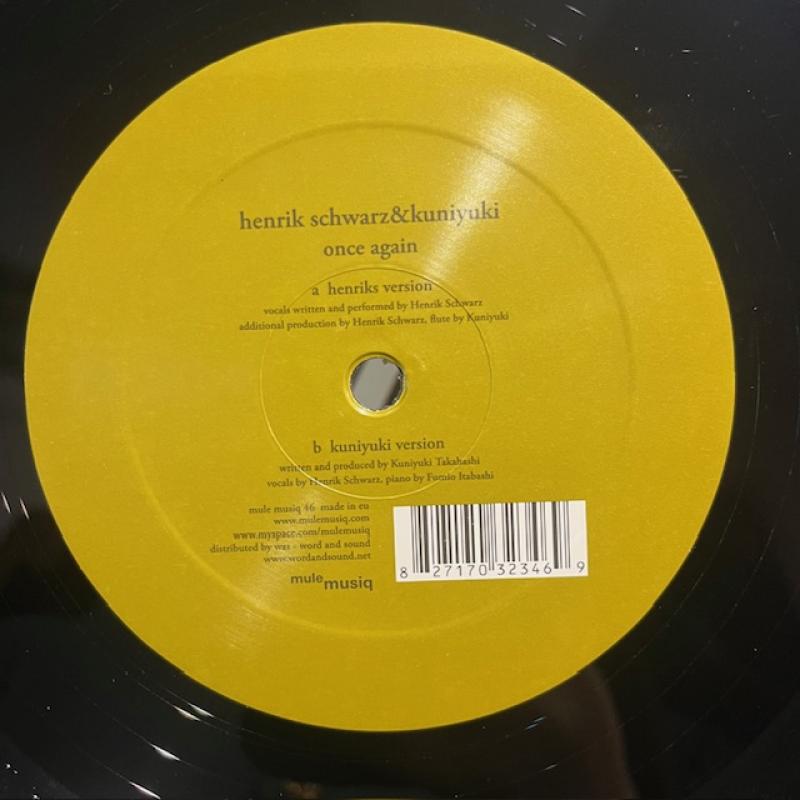 henrik schwarz&kuniyuki
once again
a henriks version
vocals written and performed by Henrik Schwarz
additional production by Henrik Schwarz, flute by Kuniyuki
b kuniyuki version
written and produced by Kuniyuki Takahashi
vocals by Henrik Schwarz, piano by Fumio Itabashi
mule musiq 46 made in eu
www.mulemusiq.com
www.myspace.com/mulemusiq
distributed by was - word and sound
www.wordandsound.net
mule musiq
8 27170 32346 9